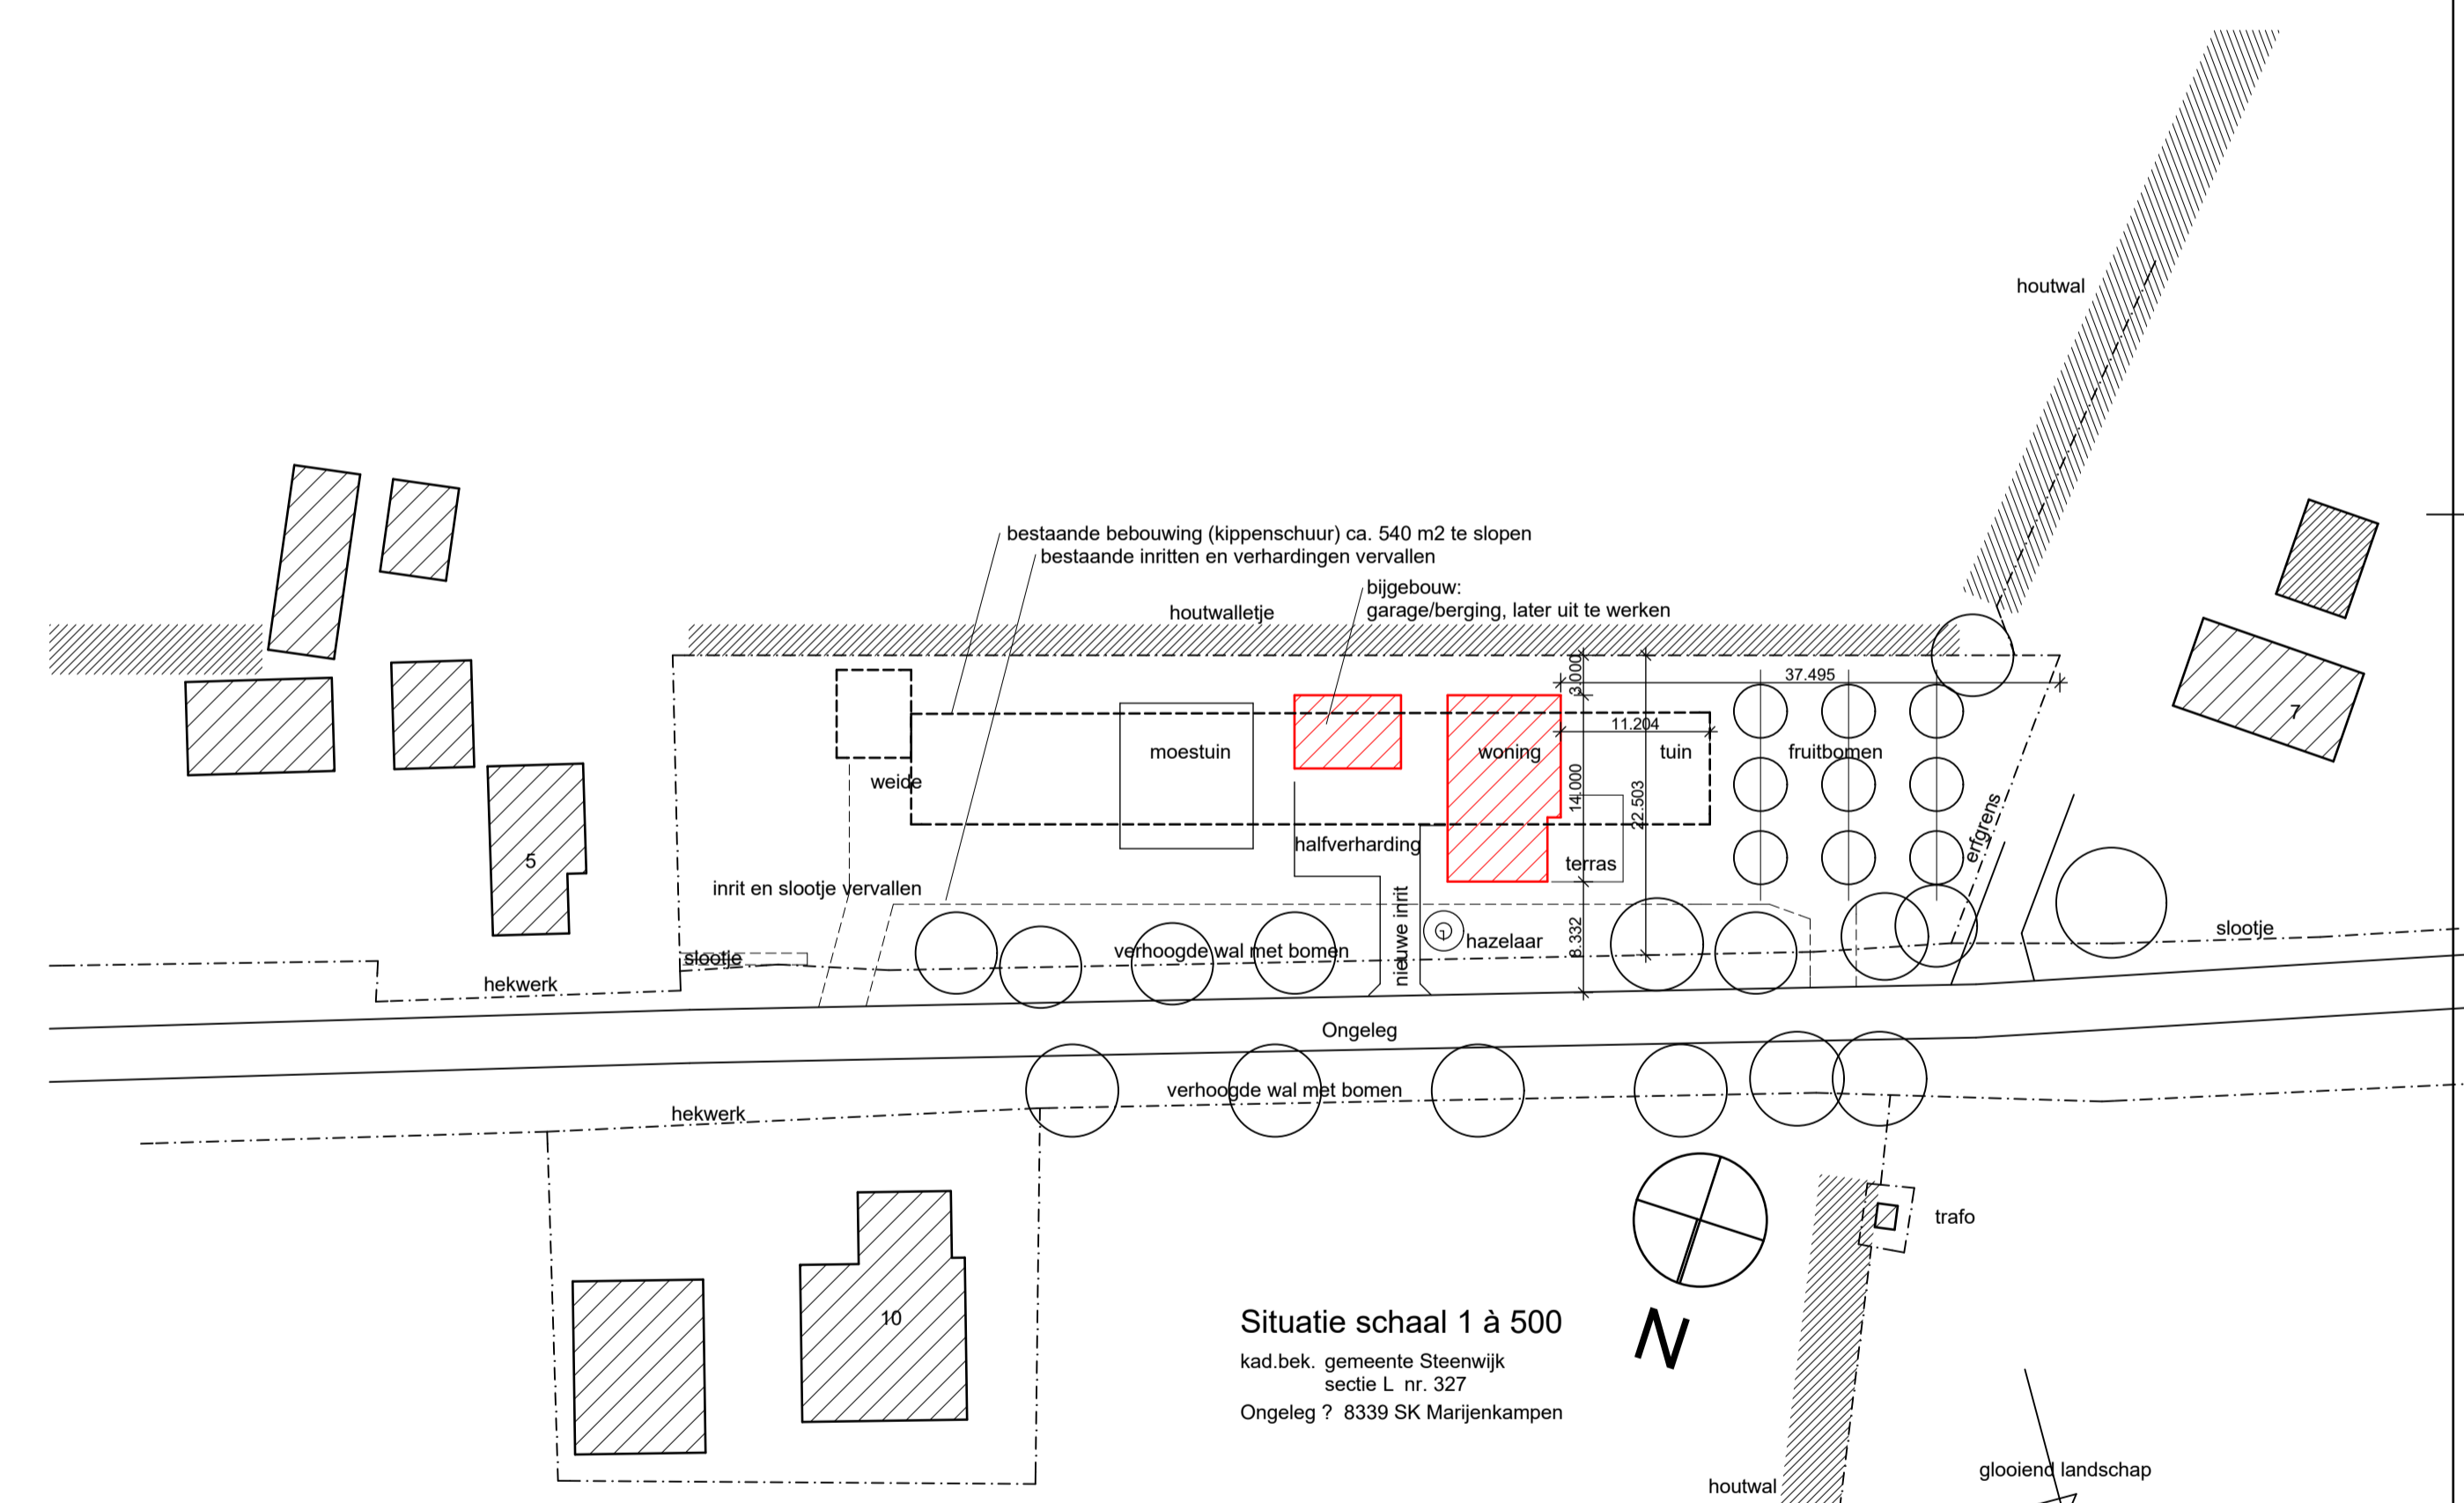 houtwal
bestaande bebouwing (kippenschuur) ca. 540 m2 te slopen
bestaande inritten en verhardingen vervallen
bijgebouw:
garage/berging, later uit te werken
houtwalletje
3.000
37.495
11.204
7
moestuin
woning
tuin
fruitbomen
weide
14.000
22.503
erfgrens
halfverharding
5
terras
inrit en slootje vervallen
nieuwe inrit
8.332
hazelaar
verhoogde wal met bomen
slootje
slootje
hekwerk
Ongeleg
verhoogde wal met bomen
hekwerk
trafo
10
N
Situatie schaal 1 à 500
kad.bek. gemeente Steenwijk
sectie L nr. 327
Ongeleg ? 8339 SK Marijenkampen
glooiend landschap
houtwal